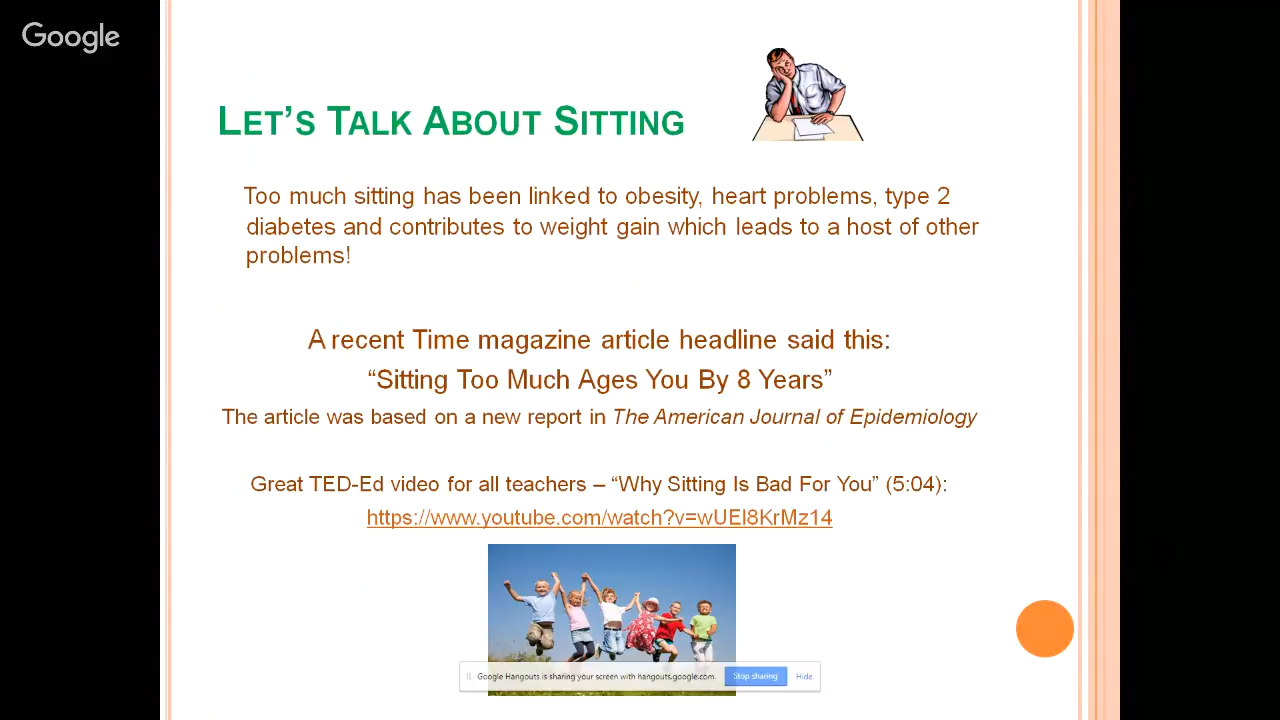 Google
LET'S TALK ABOUT SITTING
Too much sitting has been linked to obesity, heart problems, type 2
diabetes and contributes to weight gain which leads to a host of other
problems!
A recent Time magazine article headline said this:
“Sitting Too Much Ages You By 8 Years”
The article was based on a new report in The American Journal of Epidemiology
Great TED-Ed video for all teachers – “Why Sitting Is Bad For You” (5:04):
https://www.youtube.com/watch?v=wUEl8KrMz14
Google Hangouts is sharing your screen with hangouts.google.com. Stop sharing Hide